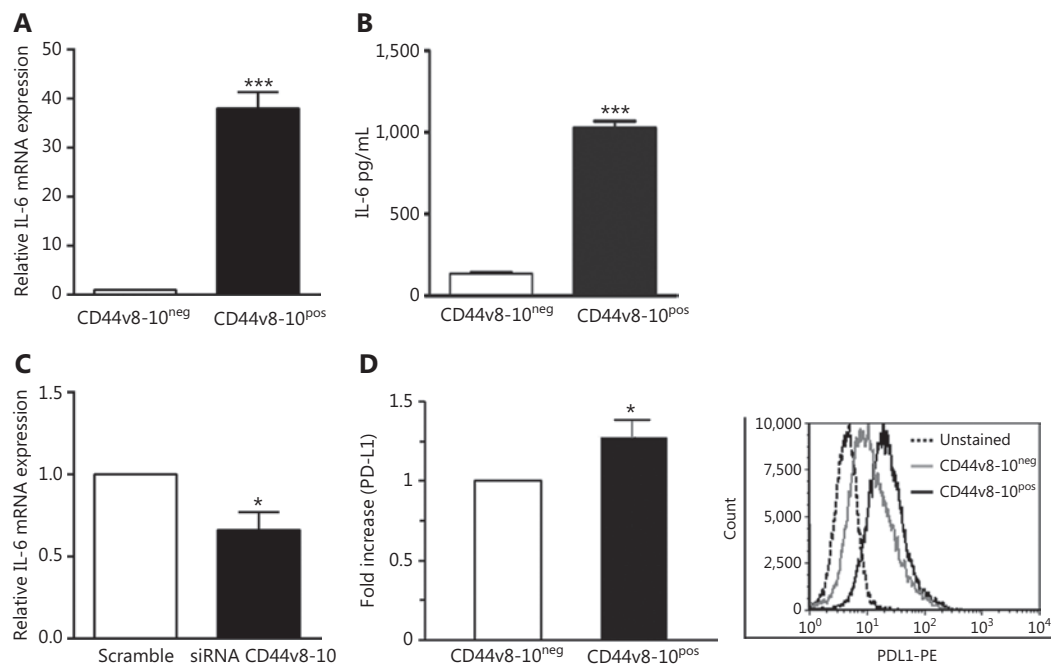 A
Relative IL-6 mRNA expression
50
40
30
20
10
0
***
CD44v8-10neg
CD44v8-10pos
B
IL-6 pg/mL
1,500
1,000
500
0
***
CD44v8-10neg
CD44v8-10pos
C
Relative IL-6 mRNA expression
1.5
1.0
0.5
0.0
*
Scramble
siRNA CD44v8-10
D
Fold increase (PD-L1)
1.5
1
0.5
0
*
CD44v8-10neg
CD44v8-10pos
Count
10,000
7,500
5,000
2,500
0
Unstained
CD44v8-10neg
CD44v8-10pos
10⁰ 10¹ 10² 10³ 10⁴
PDL1-PE